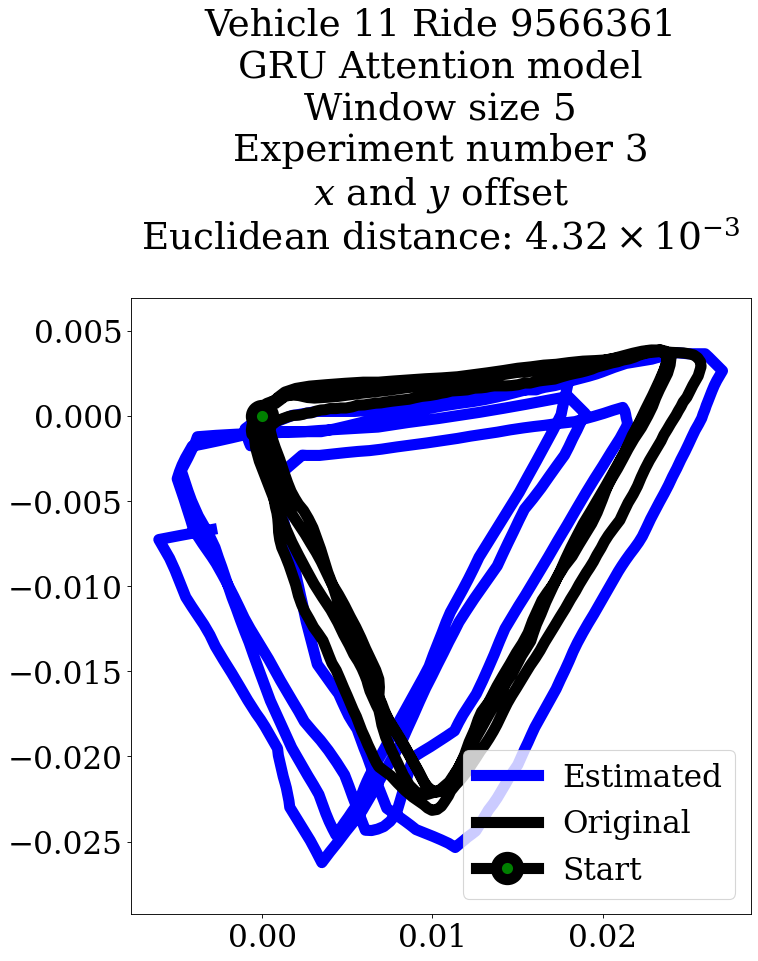 Vehicle 11 Ride 9566361
GRU Attention model
Window size 5
Experiment number 3
x and y offset
Euclidean distance: 4.32 × 10⁻³
0.005
0.000
−0.005
−0.010
−0.015
−0.020
−0.025
Estimated
Original
Start
0.00 0.01 0.02